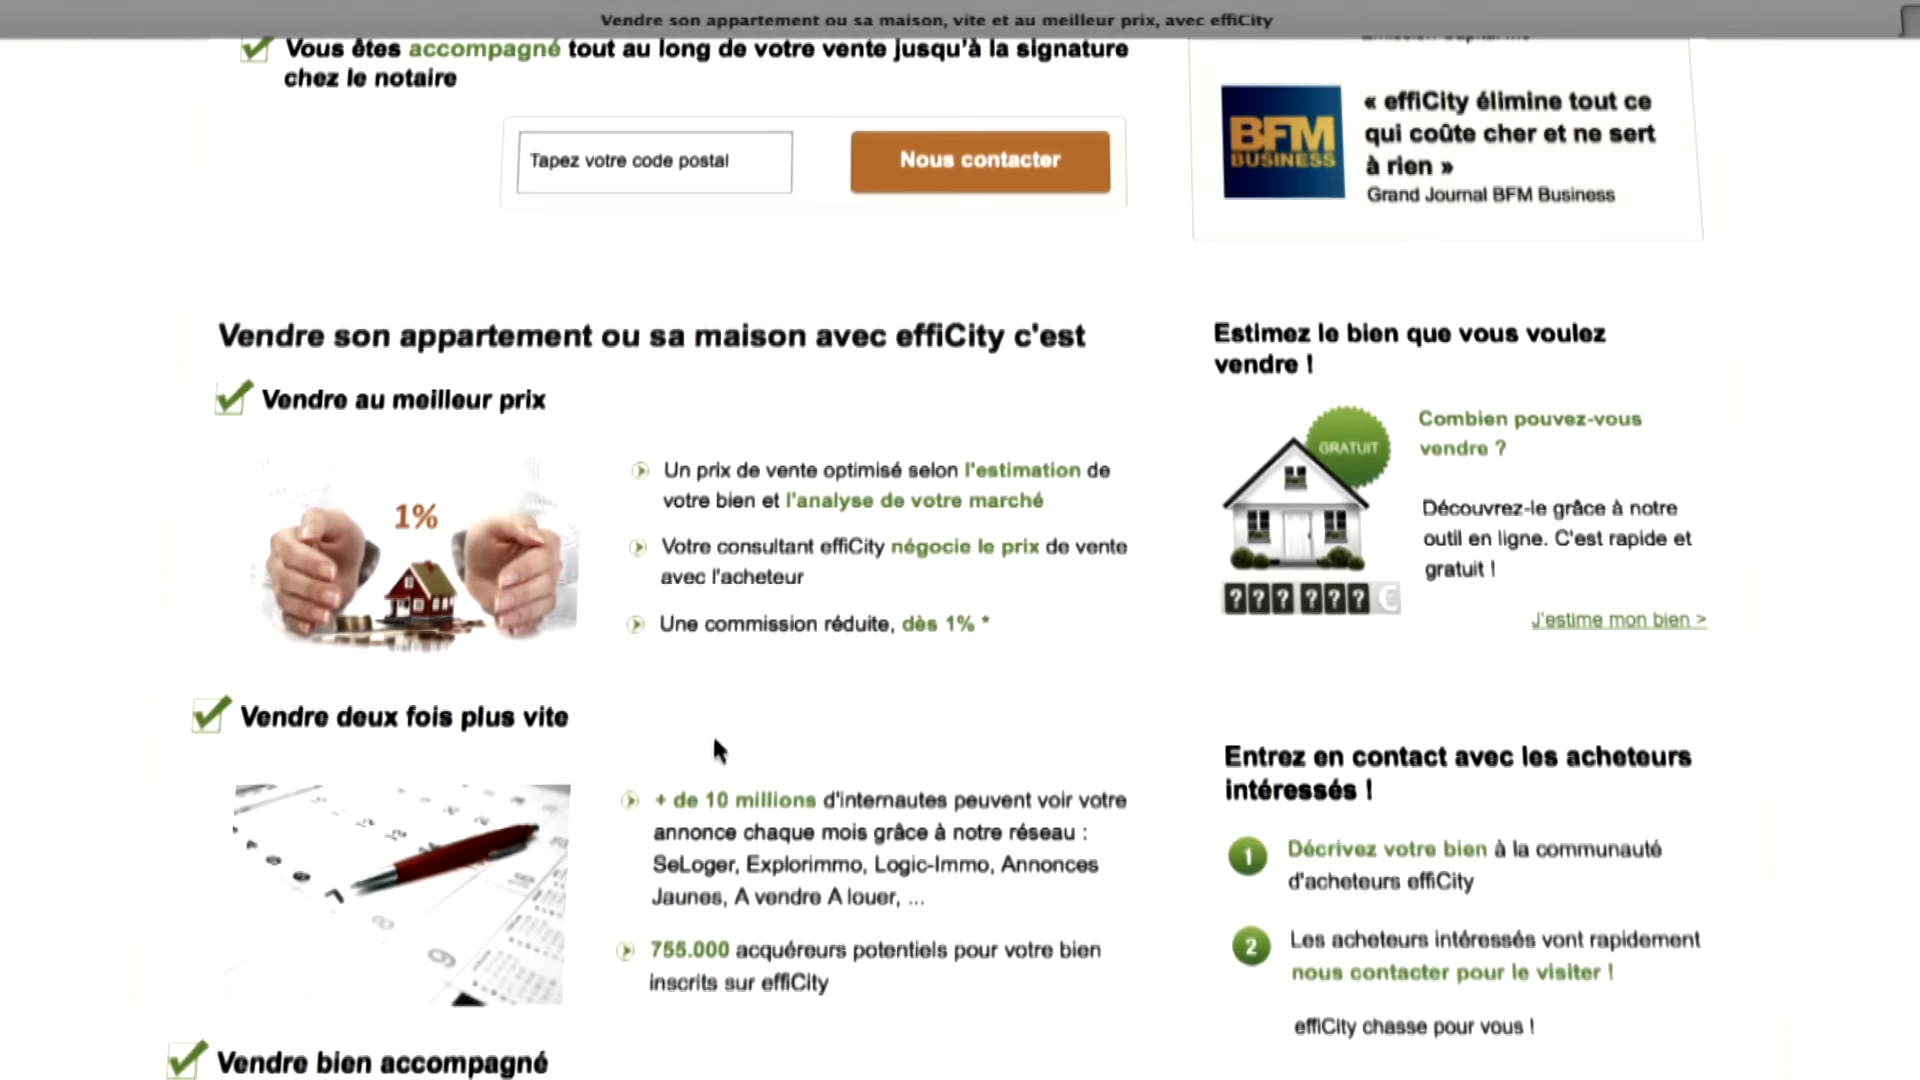 Vendre son appartement ou sa maison, vite et au meilleur prix, avec effiCity
Vous êtes accompagné tout au long de votre vente jusqu'à la signature
chez le notaire
Tapez votre code postal
Nous contacter
BFM
BUSINESS
« effiCity élimine tout ce
qui coûte cher et ne sert
à rien »
Grand Journal BFM Business
Vendre son appartement ou sa maison avec effiCity c'est
Vendre au meilleur prix
1%
Un prix de vente optimisé selon l'estimation de
votre bien et l'analyse de votre marché
Votre consultant effiCity négocie le prix de vente
avec l'acheteur
Une commission réduite, dès 1% *
Vendre deux fois plus vite
+ de 10 millions d'internautes peuvent voir votre
annonce chaque mois grâce à notre réseau :
SeLoger, Explorimmo, Logic-Immo, Annonces
Jaunes, A vendre A louer, ...
755.000 acquéreurs potentiels pour votre bien
inscrits sur effiCity
Vendre bien accompagné
Estimez le bien que vous voulez
vendre !
GRATUIT
??? ??? €
Combien pouvez-vous
vendre ?
Découvrez-le grâce à notre
outil en ligne. C'est rapide et
gratuit !
J'estime mon bien >
Entrez en contact avec les acheteurs
intéressés !
1
Décrivez votre bien à la communauté
d'acheteurs effiCity
2
Les acheteurs intéressés vont rapidement
nous contacter pour le visiter !
effiCity chasse pour vous !